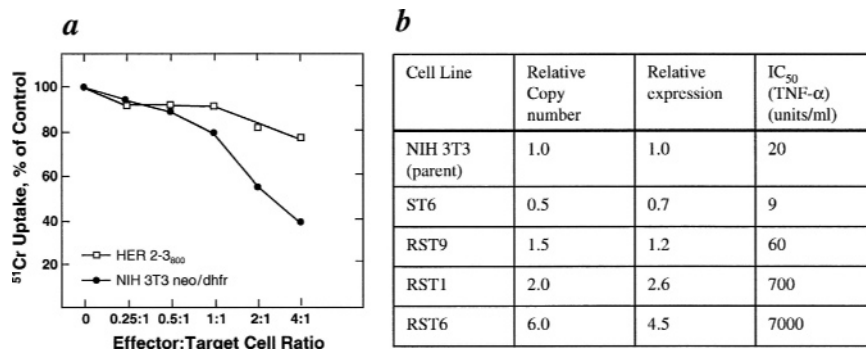 a
100
80
60
40
20
51Cr Uptake, % of Control
HER 2-3800
NIH 3T3 neo/dhfr
0 0.25:1 0.5:1 1:1 2:1 4:1
Effector:Target Cell Ratio
b
Cell Line
Relative
Copy
number
Relative
expression
IC50
(TNF-α)
(units/ml)
NIH 3T3
(parent)
1.0
1.0
20
ST6
0.5
0.7
9
RST9
1.5
1.2
60
RST1
2.0
2.6
700
RST6
6.0
4.5
7000